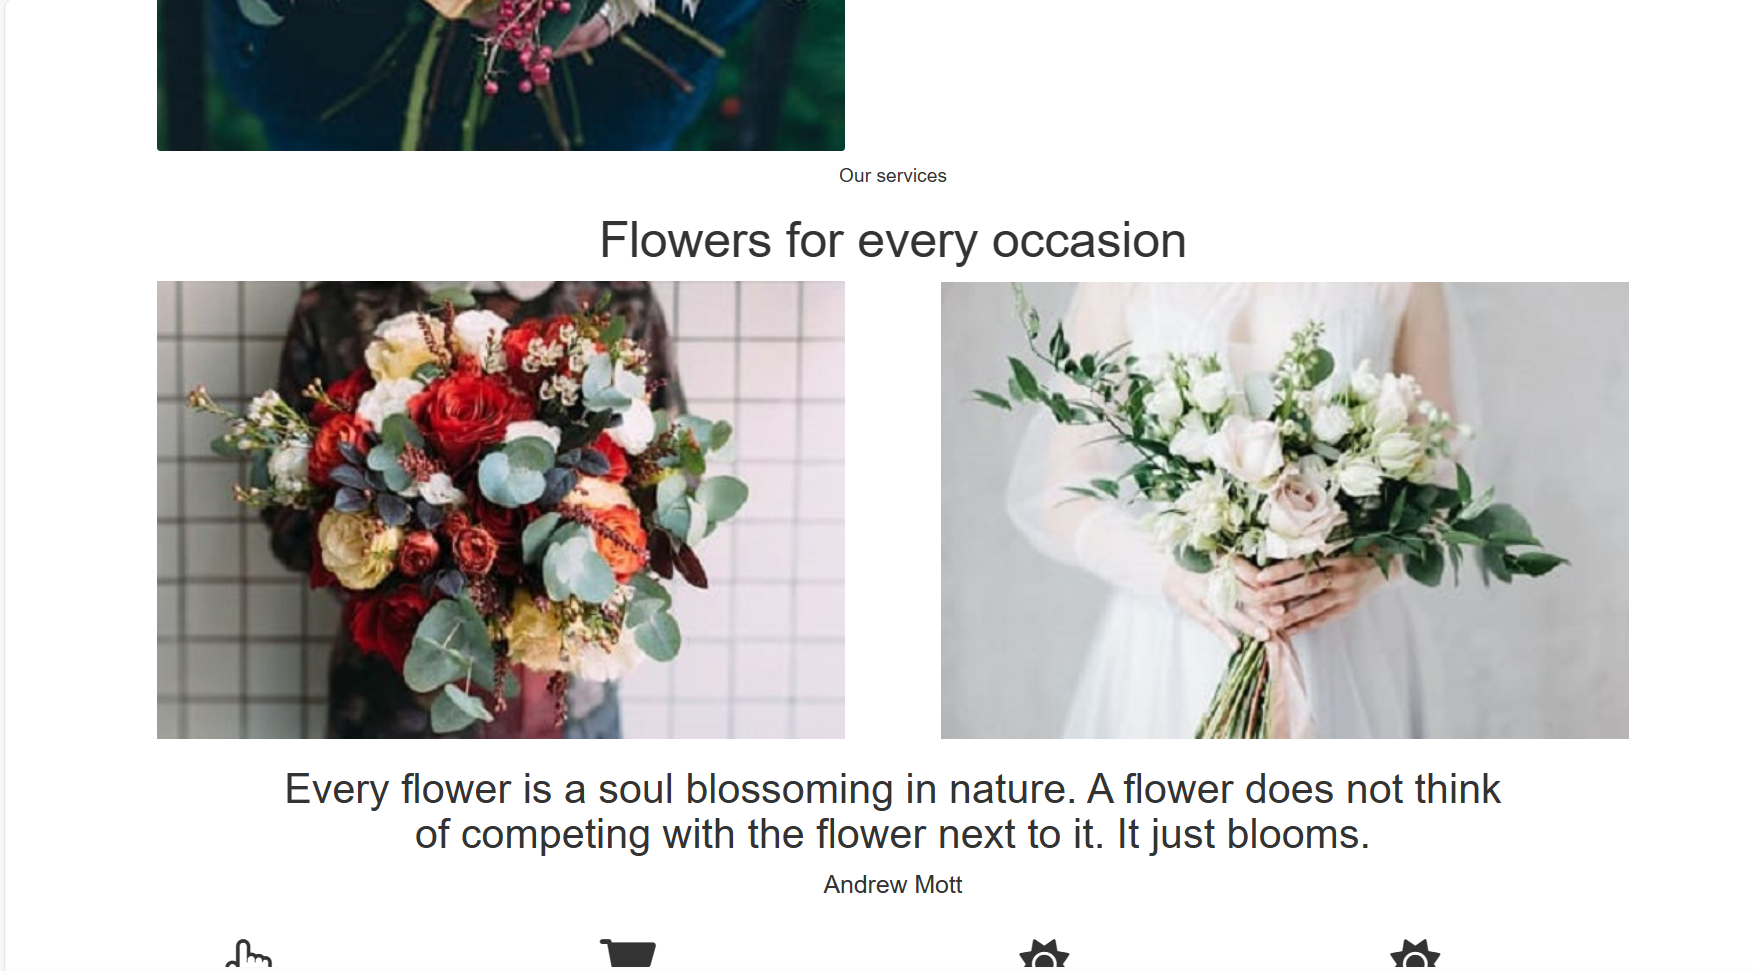 Our services
Flowers for every occasion
Every flower is a soul blossoming in nature. A flower does not think
of competing with the flower next to it. It just blooms.
Andrew Mott